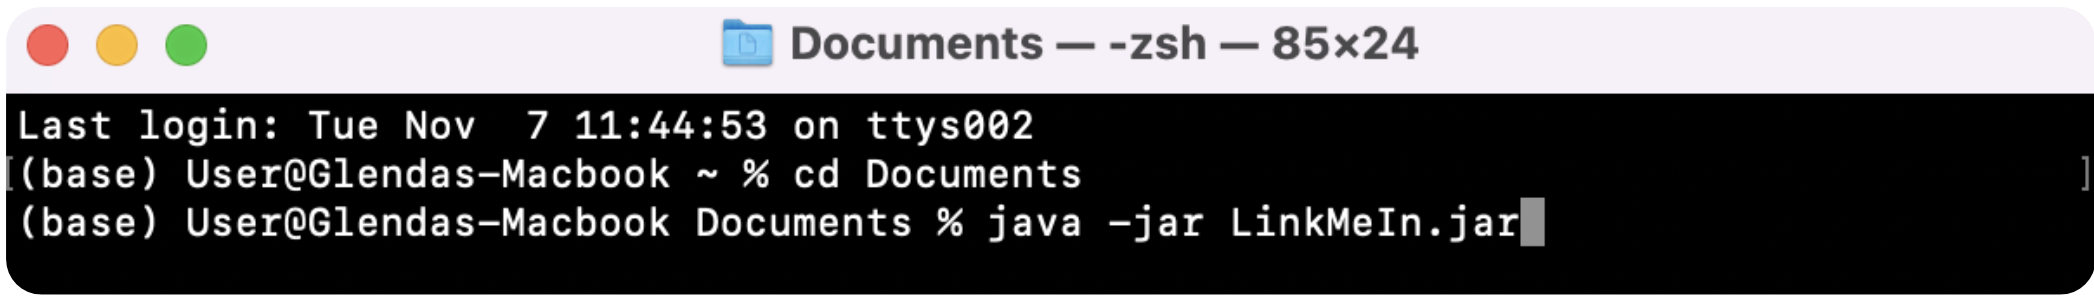 Documents — -zsh — 85×24
Last login: Tue Nov  7 11:44:53 on ttys002
[(base) User@Glendas-Macbook ~ % cd Documents ]
(base) User@Glendas-Macbook Documents % java -jar LinkMeIn.jar